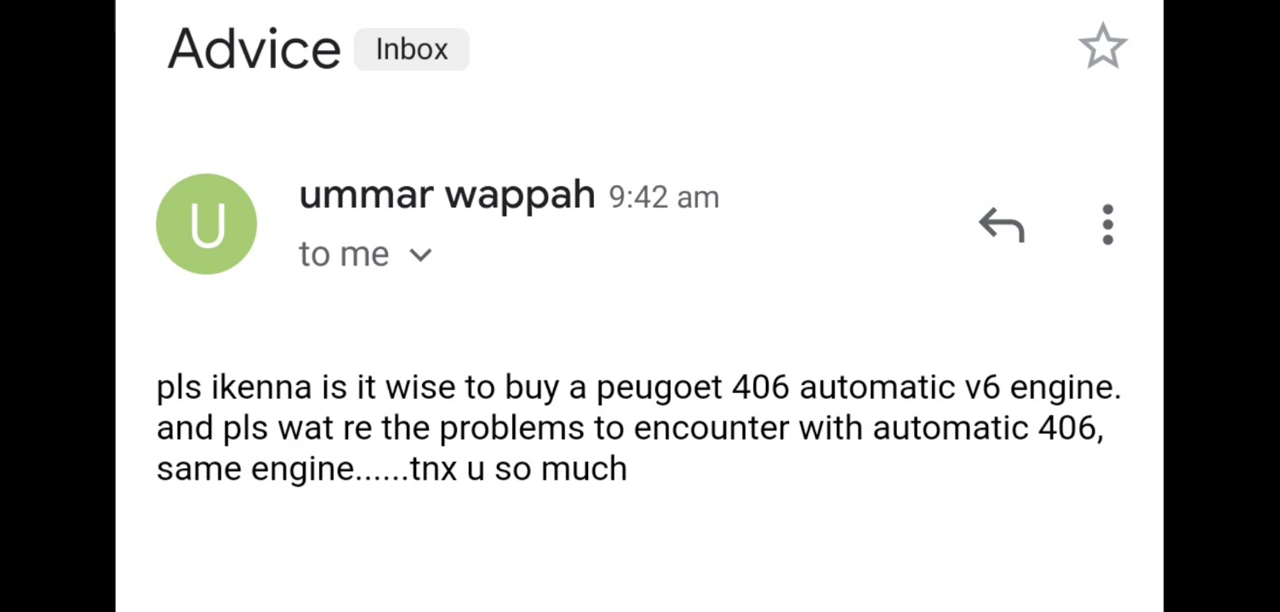 Advice Inbox
U
ummar wappah 9:42 am
to me
pls ikenna is it wise to buy a peugoet 406 automatic v6 engine.
and pls wat re the problems to encounter with automatic 406,
same engine......tnx u so much